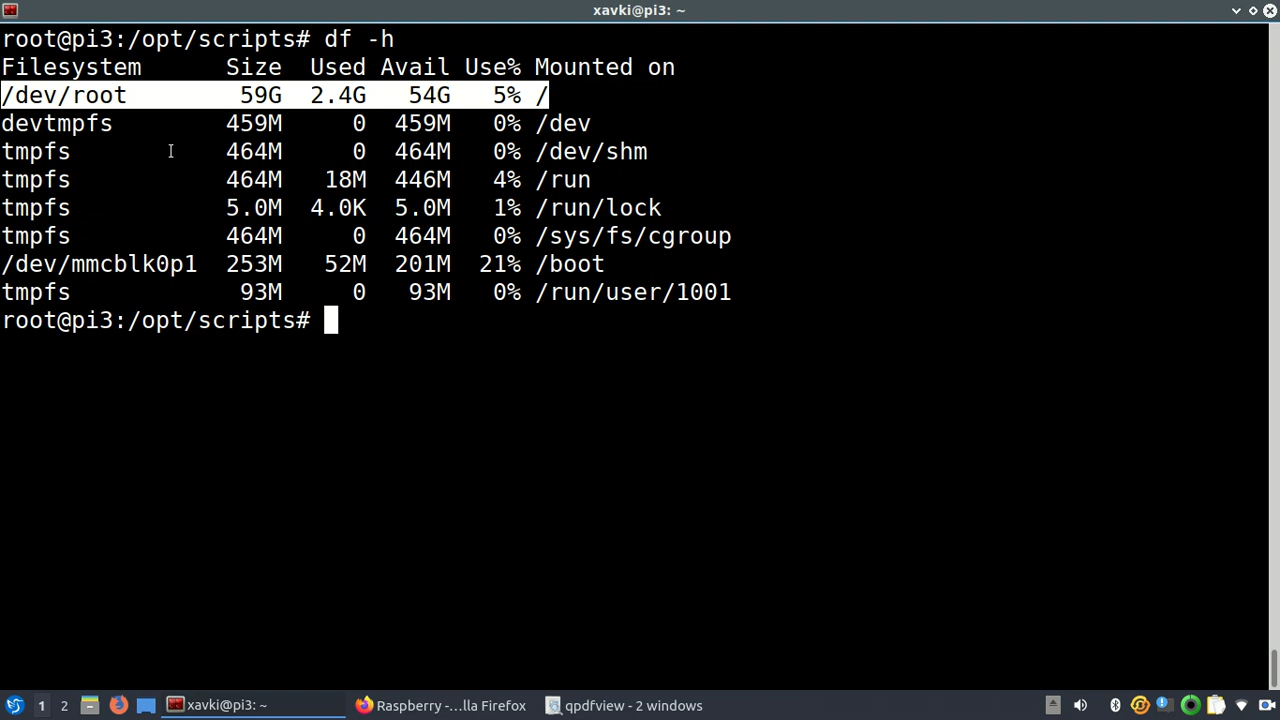 xavki@pi3: ~
root@pi3:/opt/scripts# df -h
Filesystem      Size  Used Avail Use% Mounted on
/dev/root        59G  2.4G   54G   5% /
devtmpfs        459M     0  459M   0% /dev
tmpfs           464M     0  464M   0% /dev/shm
tmpfs           464M   18M  446M   4% /run
tmpfs           5.0M  4.0K  5.0M   1% /run/lock
tmpfs           464M     0  464M   0% /sys/fs/cgroup
/dev/mmcblk0p1  253M   52M  201M  21% /boot
tmpfs            93M     0   93M   0% /run/user/1001
root@pi3:/opt/scripts#
1 2 xavki@pi3: ~ Raspberry -...lla Firefox qpdfview - 2 windows